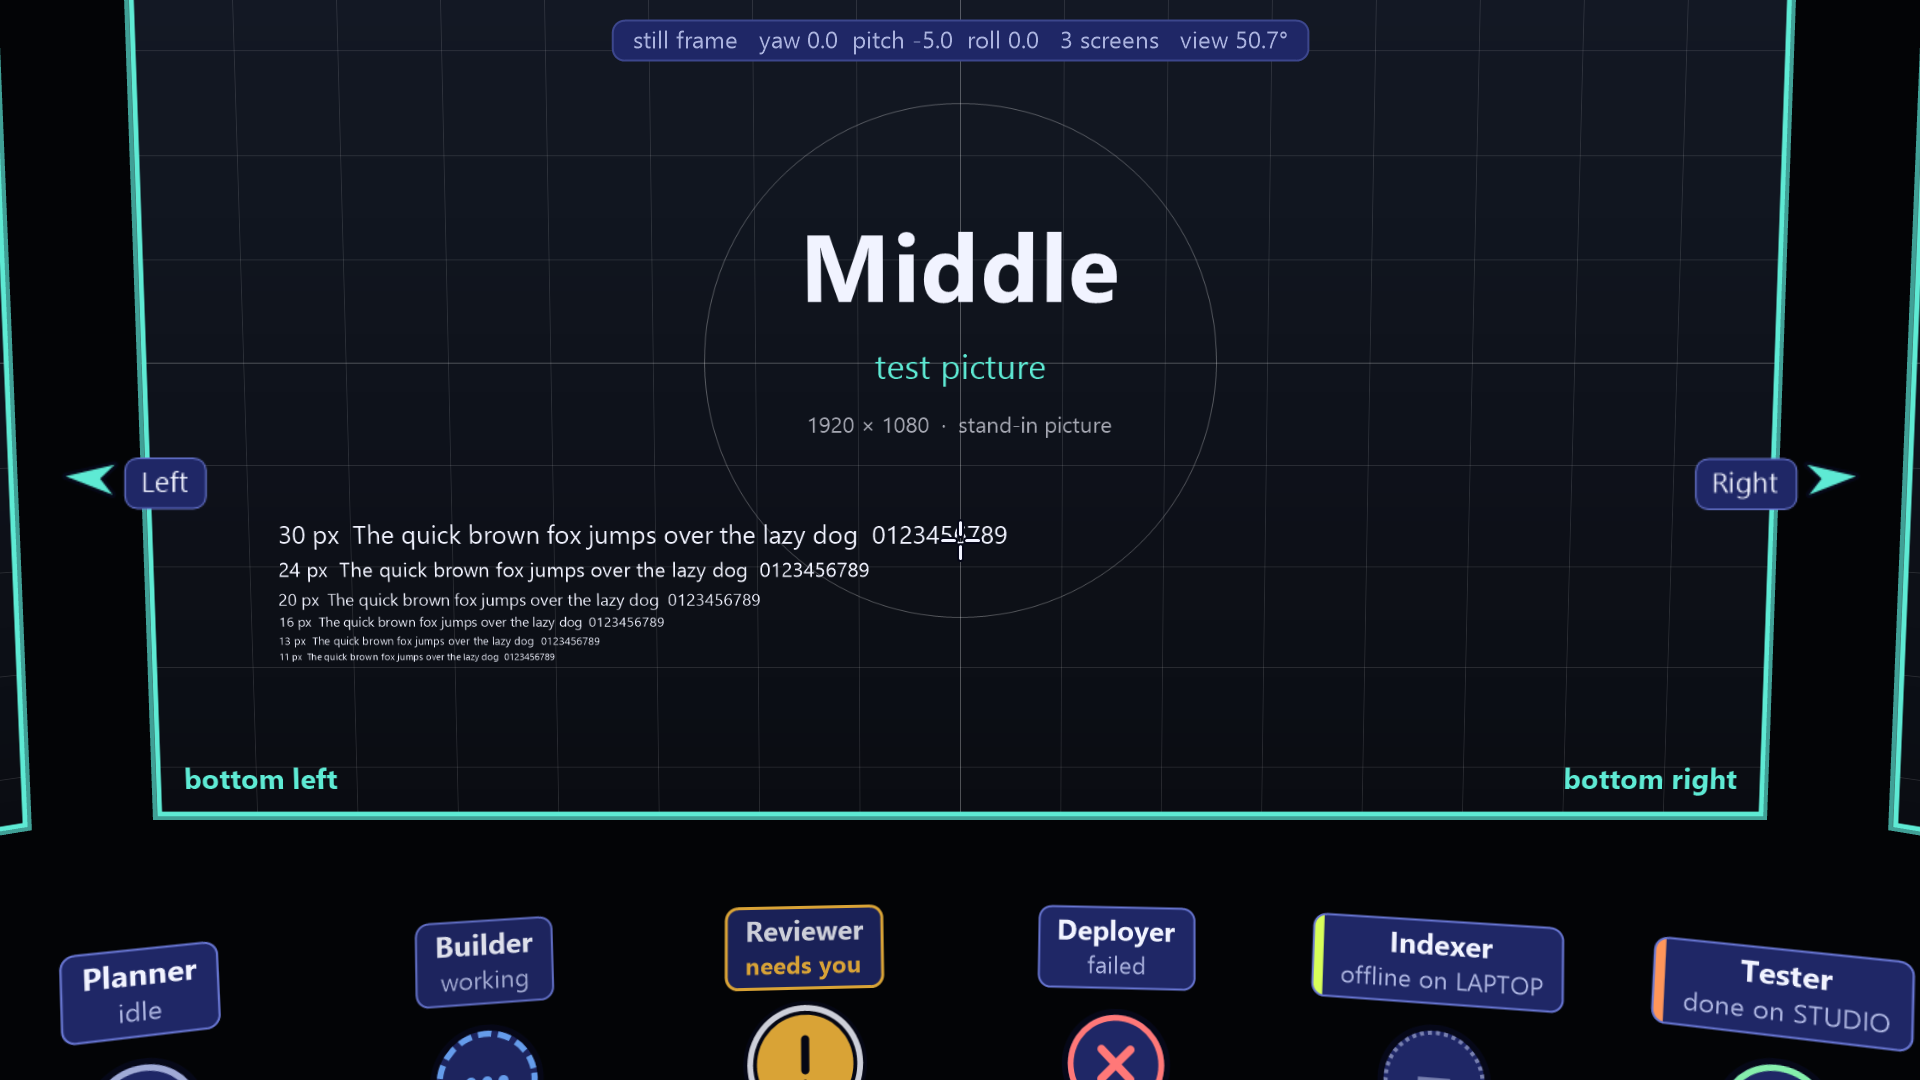 still frame yaw 0.0 pitch -5.0 roll 0.0 3 screens view 50.7°
Middle
test picture
1920 × 1080 · stand-in picture
Left
Right
30 px The quick brown fox jumps over the lazy dog 0123456789
24 px The quick brown fox jumps over the lazy dog 0123456789
20 px The quick brown fox jumps over the lazy dog 0123456789
16 px The quick brown fox jumps over the lazy dog 0123456789
13 px The quick brown fox jumps over the lazy dog 0123456789
11 px The quick brown fox jumps over the lazy dog 0123456789
bottom left
bottom right
Planner
idle
Builder
working
Reviewer
needs you
Deployer
failed
Indexer
offline on LAPTOP
Tester
done on STUDIO